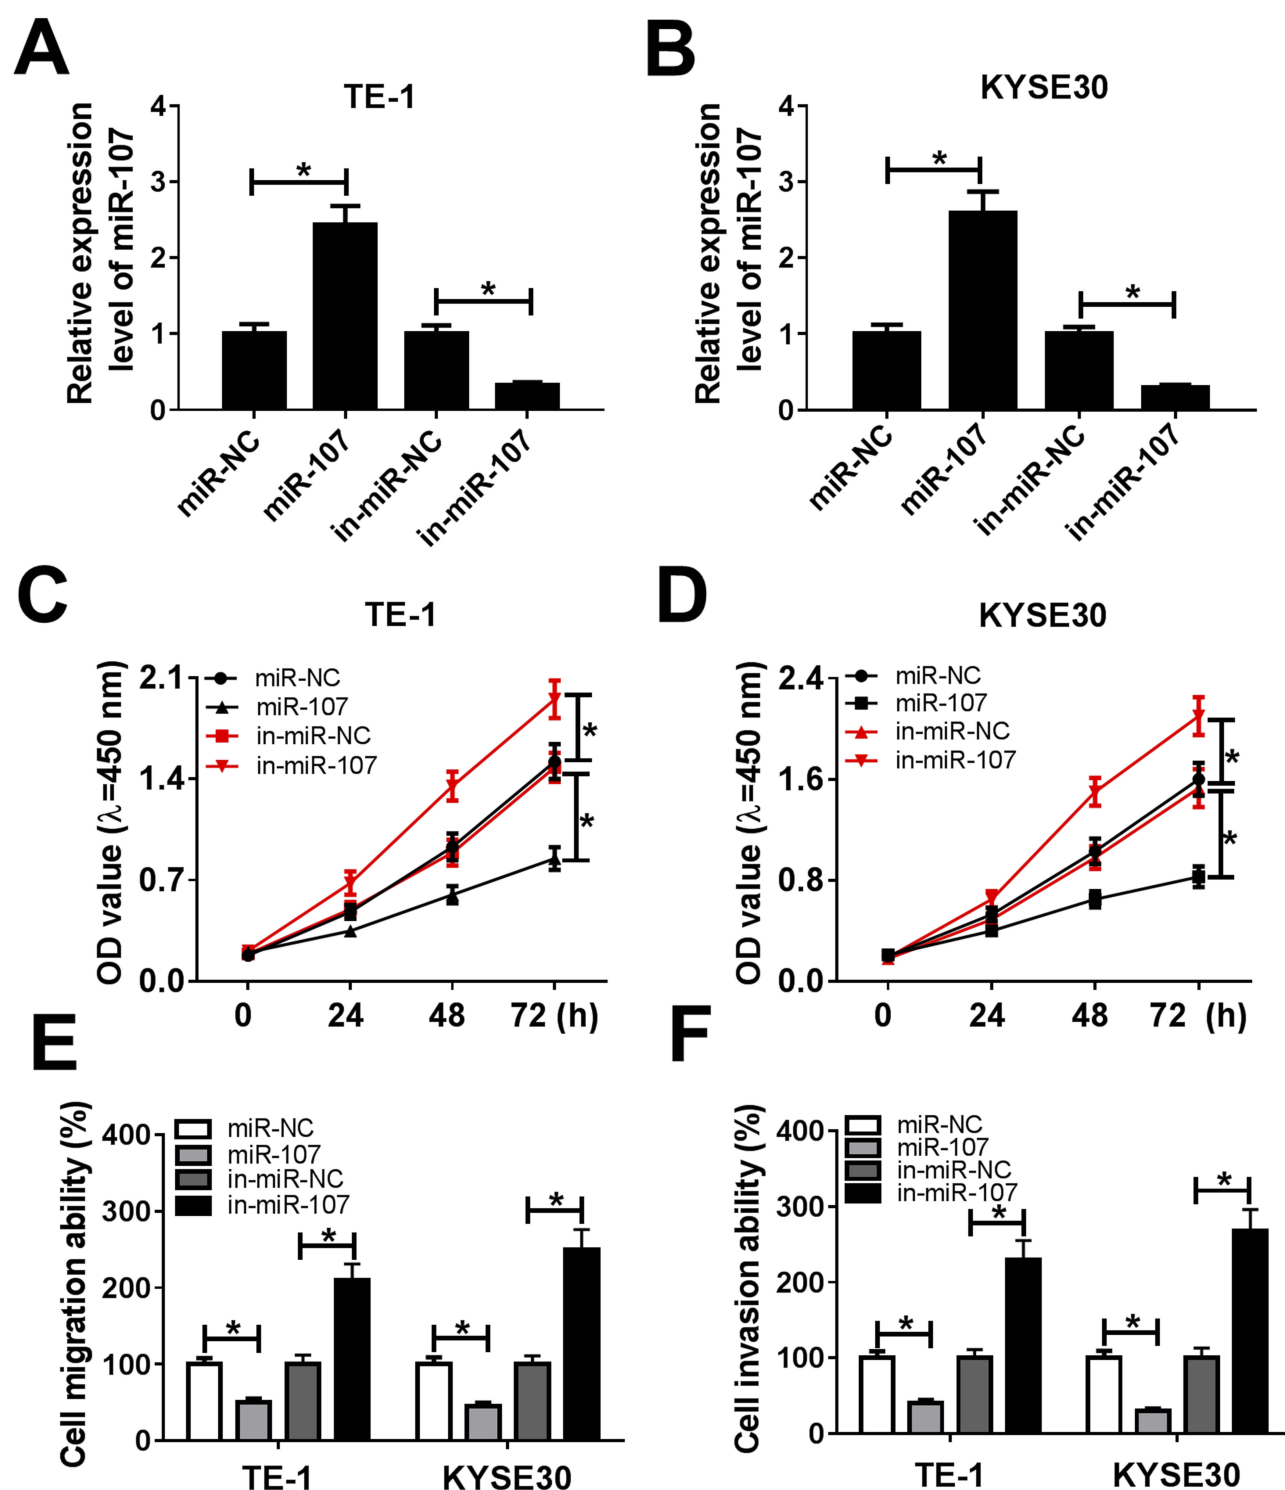 A
TE-1
Relative expression
level of miR-107
4
3
2
1
0
*
*
miR-NC
miR-107
in-miR-NC
in-miR-107
B
KYSE30
Relative expression
level of miR-107
4
3
2
1
0
*
*
miR-NC
miR-107
in-miR-NC
in-miR-107
C
TE-1
OD value (λ=450 nm)
2.1
1.4
0.7
0.0
miR-NC
miR-107
in-miR-NC
in-miR-107
*
*
0 24 48 72 (h)
D
KYSE30
OD value (λ=450 nm)
2.4
1.6
0.8
0.0
miR-NC
miR-107
in-miR-NC
in-miR-107
*
*
0 24 48 72 (h)
E
Cell migration ability (%)
400
300
200
100
0
miR-NC
miR-107
in-miR-NC
in-miR-107
*
*
*
*
TE-1 KYSE30
F
Cell invasion ability (%)
400
300
200
100
0
miR-NC
miR-107
in-miR-NC
in-miR-107
*
*
*
*
TE-1 KYSE30